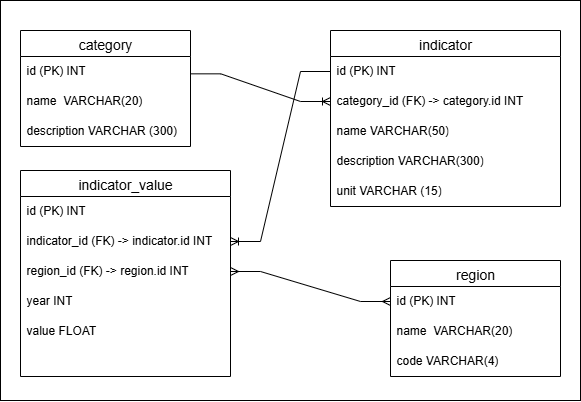 category
id (PK) INT
name  VARCHAR(20)
description VARCHAR (300)
indicator
id (PK) INT
category_id (FK) -> category.id INT
name VARCHAR(50)
description VARCHAR(300)
unit VARCHAR (15)
indicator_value
id (PK) INT
indicator_id (FK) -> indicator.id INT
region_id (FK) -> region.id INT
year INT
value FLOAT
region
id (PK) INT
name  VARCHAR(20)
code VARCHAR(4)